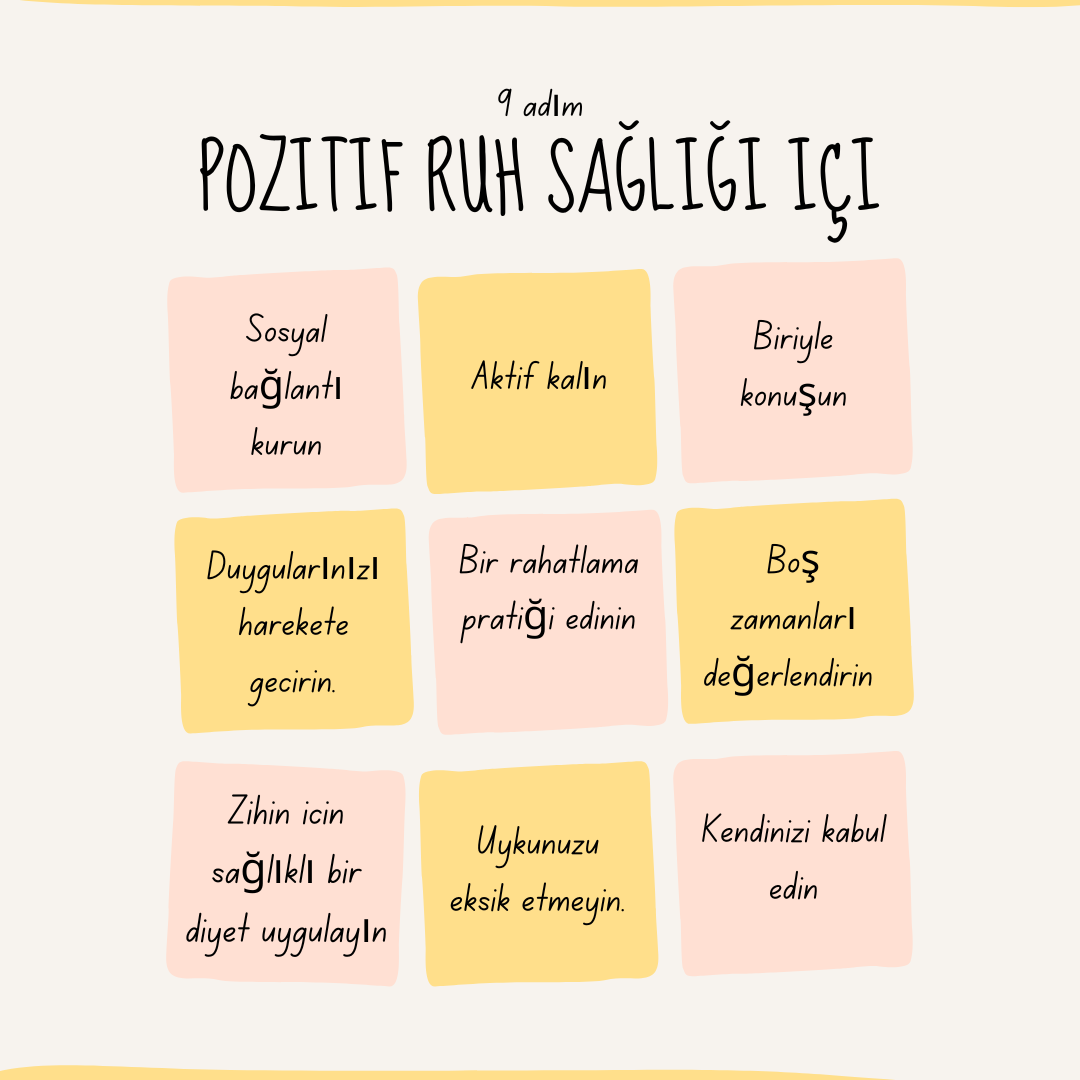 9 adım
POZITIF RUH SAĞLIĞI IÇI
Sosyal
bağlantı
kurun
Aktif kalın
Biriyle
konuşun
Duygularınızı
harekete
gecirin.
Bir rahatlama
pratiği edinin
Boş
zamanları
değerlendirin
Zihin icin
sağlıklı bir
diyet uygulayın
Uykunuzu
eksik etmeyin.
Kendinizi kabul
edin